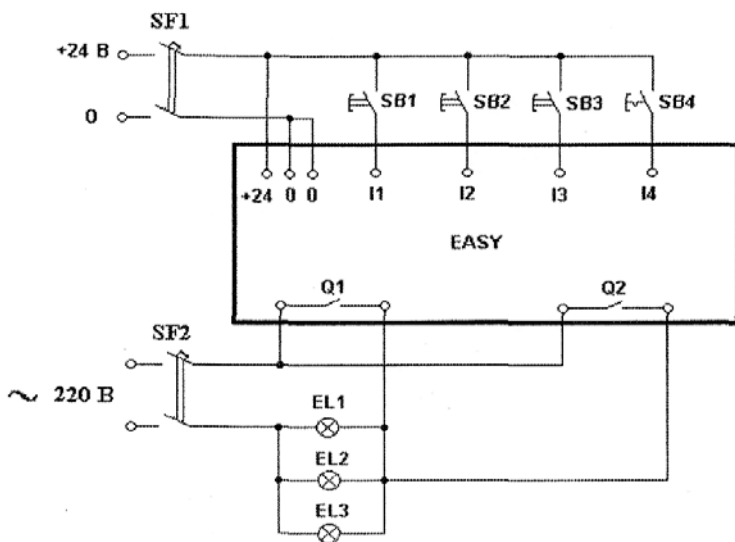 SF1
+24 В
0
SB1 SB2 SB3 SB4
+24 0 0 I1 I2 I3 I4
EASY
Q1 Q2
SF2
~ 220 В
EL1
EL2
EL3